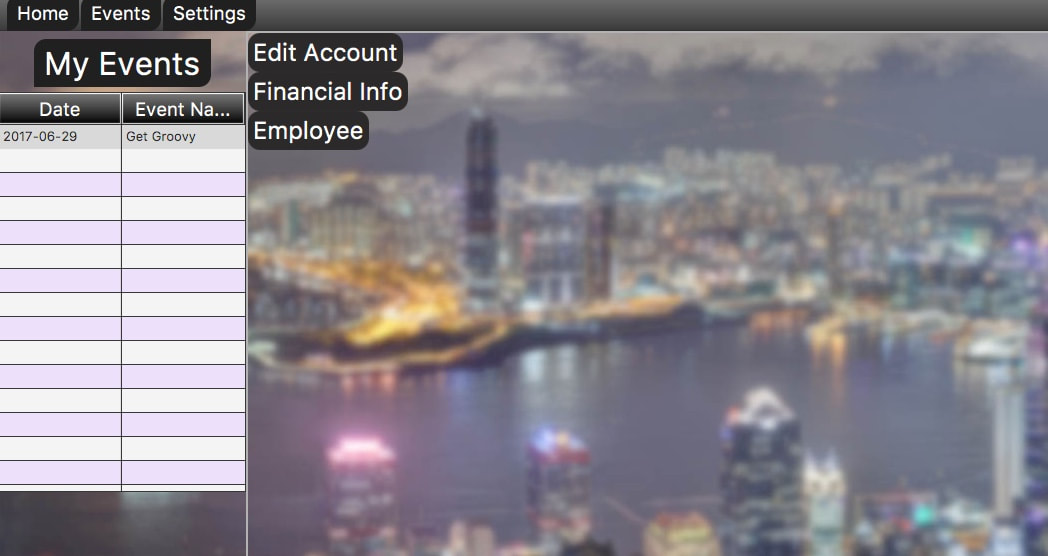 Home Events Settings
My Events
Date Event Na...
2017-06-29 Get Groovy
Edit Account
Financial Info
Employee